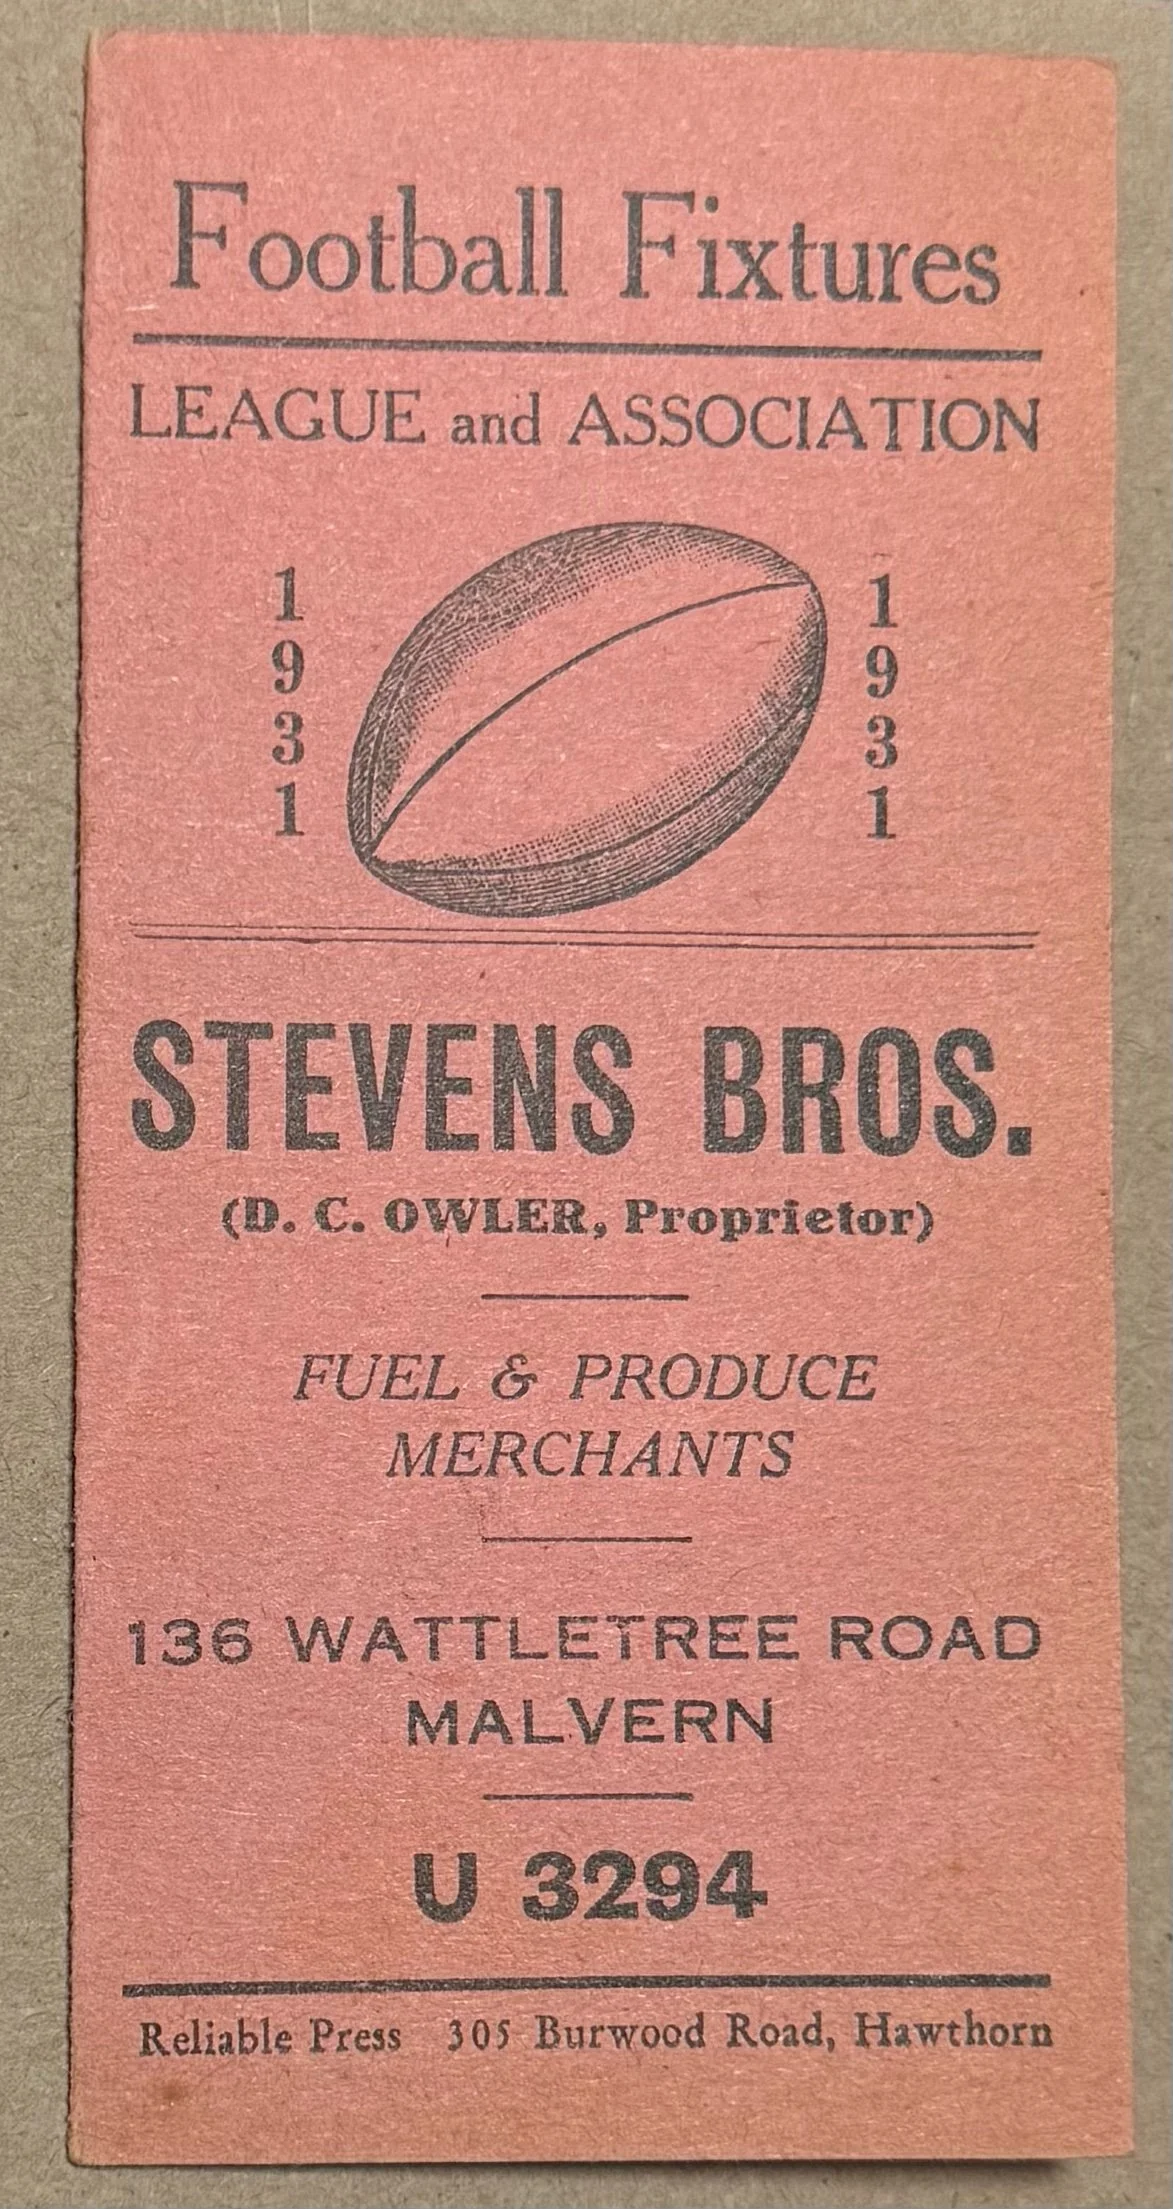 Football Fixtures
LEAGUE and ASSOCIATION
1931
1931
STEVENS BROS.
(D. C. OWLER, Proprietor)
FUEL & PRODUCE
MERCHANTS
136 WATTLETREE ROAD
MALVERN
U 3294
Reliable Press 305 Burwood Road, Hawthorn